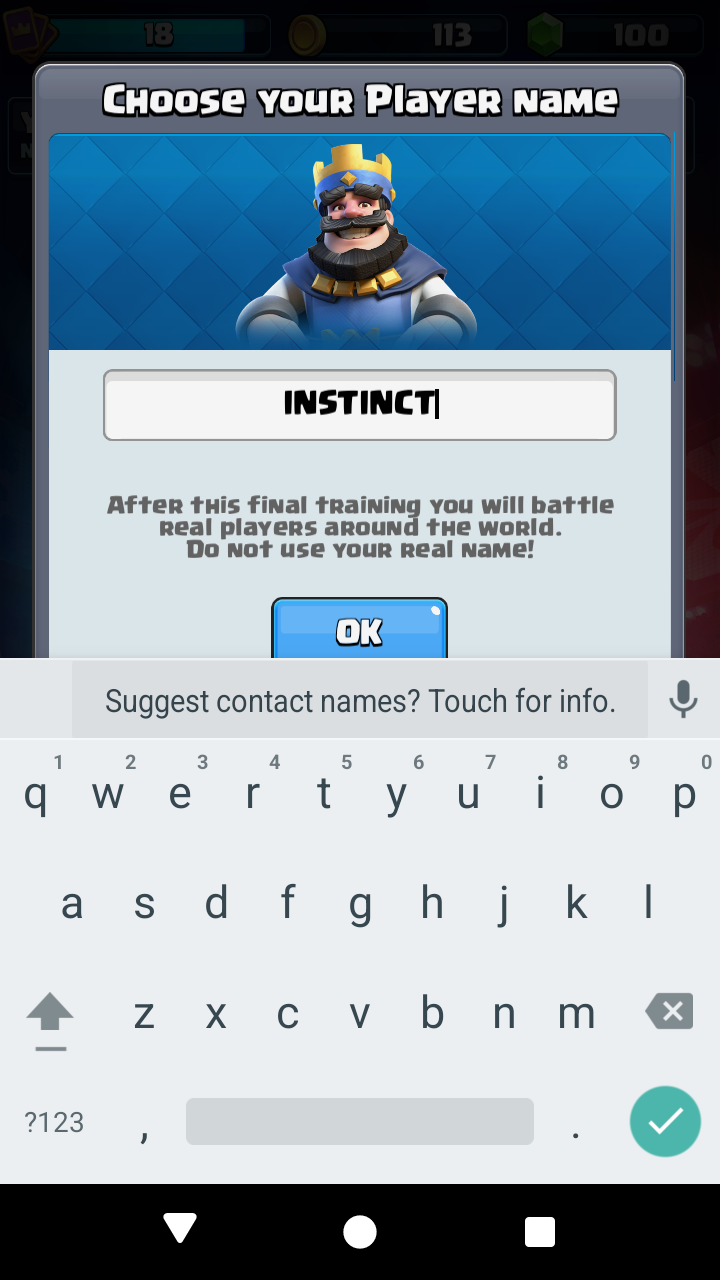 18 113 100
Choose your Player name
INSTINCT
After this final training you will battle
real players around the world.
Do not use your real name!
OK
Suggest contact names? Touch for info.
1 2 3 4 5 6 7 8 9 0
q w e r t y u i o p
a s d f g h j k l
z x c v b n m
?123 , .